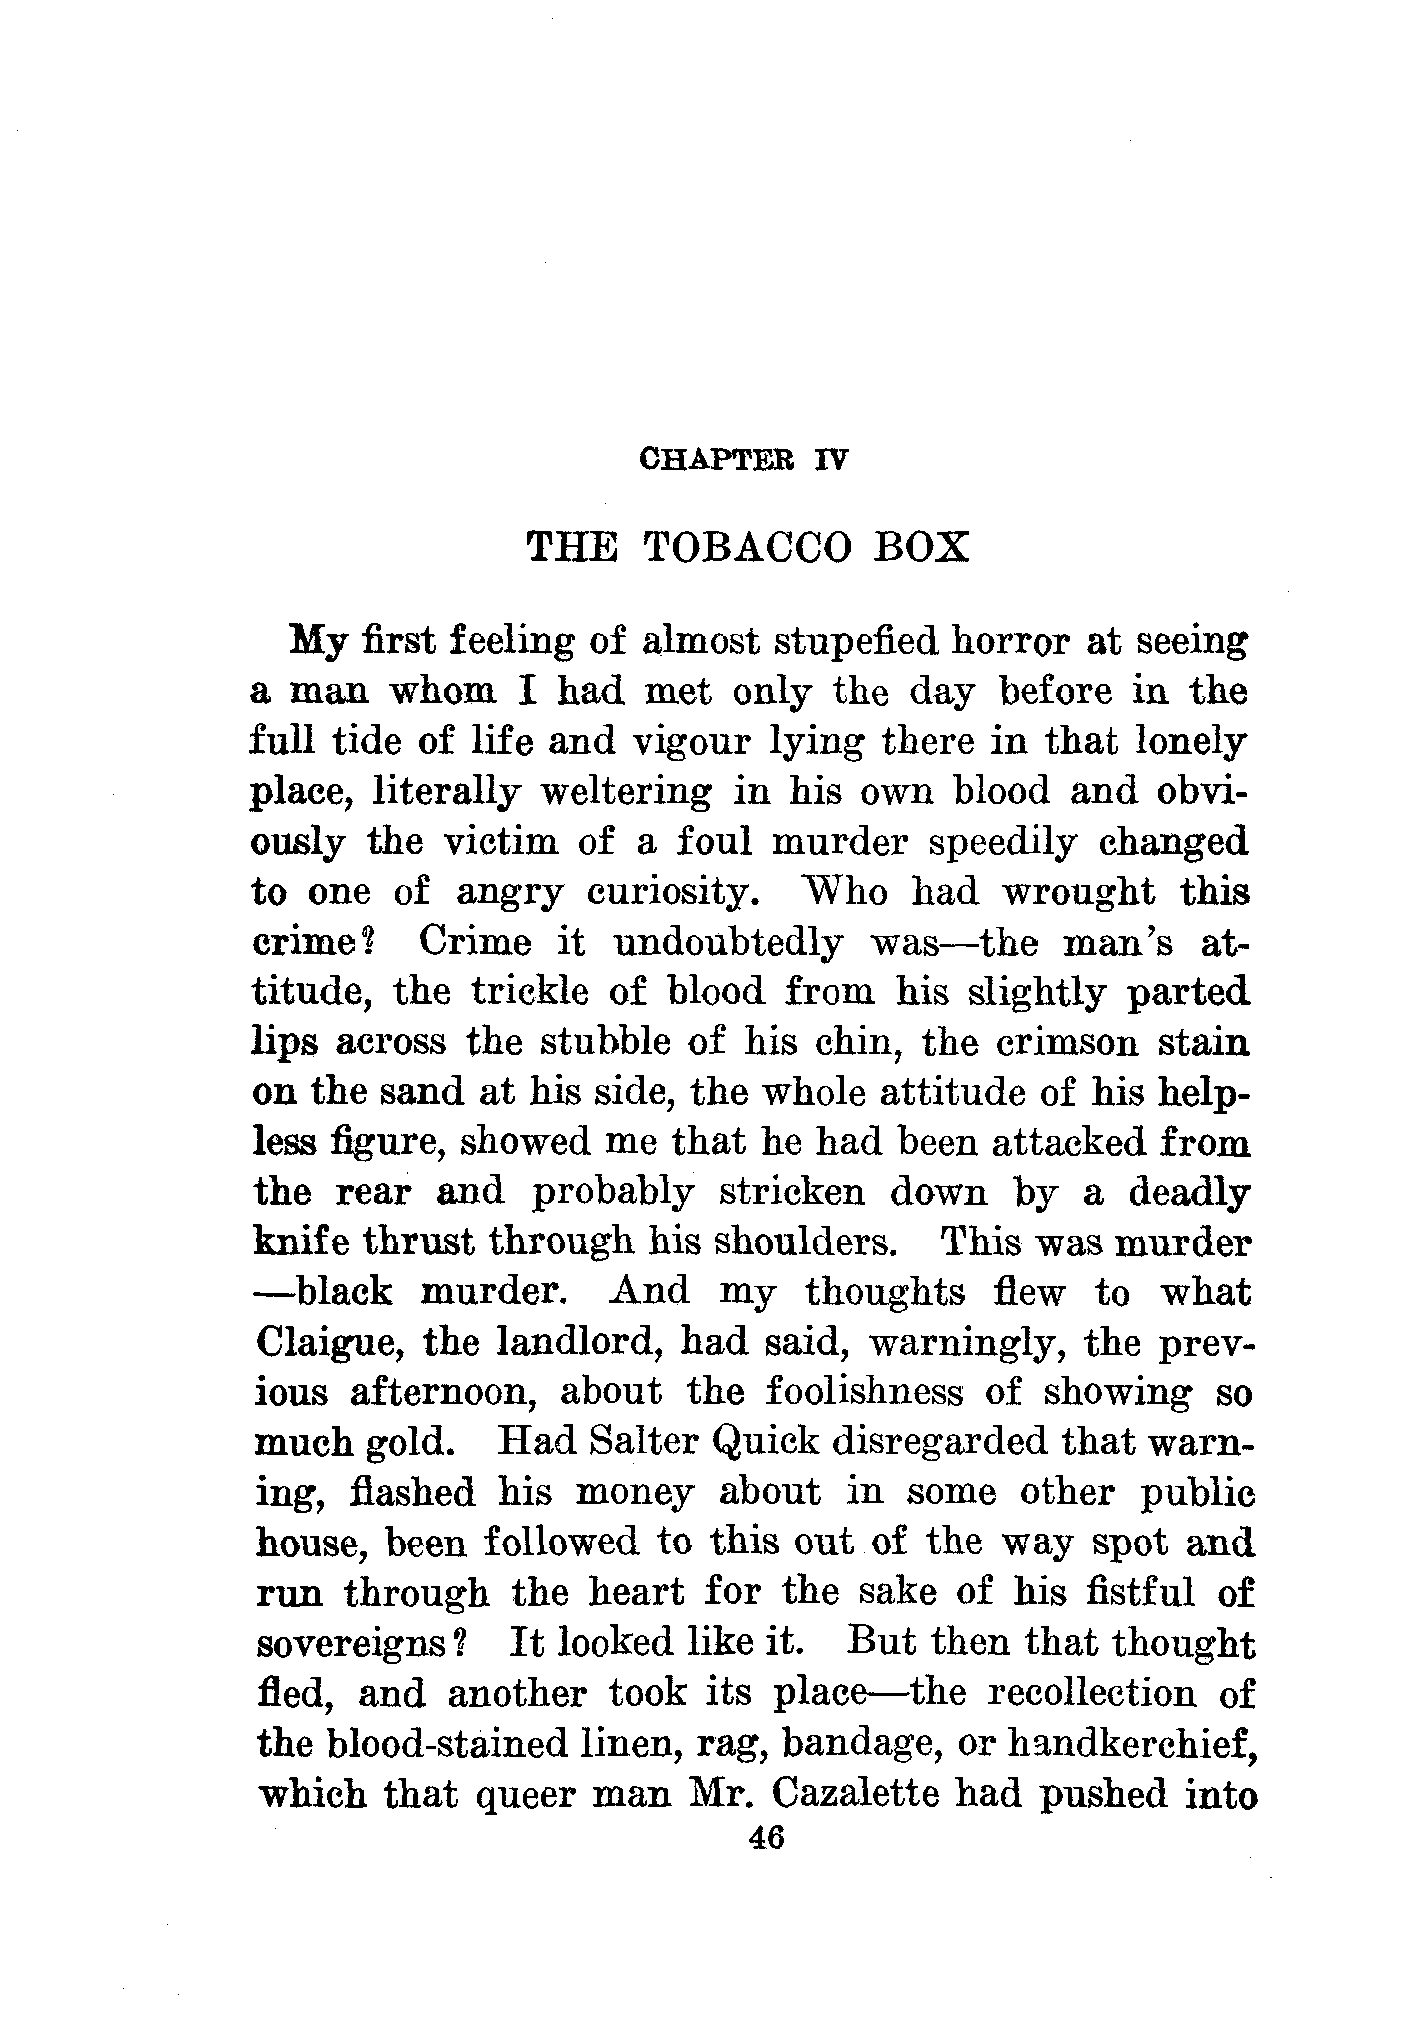 CHAPTER IV
THE TOBACCO BOX
My first feeling of almost stupefied horror at seeing
a man whom I had met only the day before in the
full tide of life and vigour lying there in that lonely
place, literally weltering in his own blood and obvi-
ously the victim of a foul murder speedily changed
to one of angry curiosity. Who had wrought this
crime? Crime it undoubtedly was—the man's at-
titude, the trickle of blood from his slightly parted
lips across the stubble of his chin, the crimson stain
on the sand at his side, the whole attitude of his help-
less figure, showed me that he had been attacked from
the rear and probably stricken down by a deadly
knife thrust through his shoulders. This was murder
—black murder. And my thoughts flew to what
Claigue, the landlord, had said, warningly, the prev-
ious afternoon, about the foolishness of showing so
much gold. Had Salter Quick disregarded that warn-
ing, flashed his money about in some other public
house, been followed to this out of the way spot and
run through the heart for the sake of his fistful of
sovereigns? It looked like it. But then that thought
fled, and another took its place—the recollection of
the blood-stained linen, rag, bandage, or handkerchief,
which that queer man Mr. Cazalette had pushed into
46